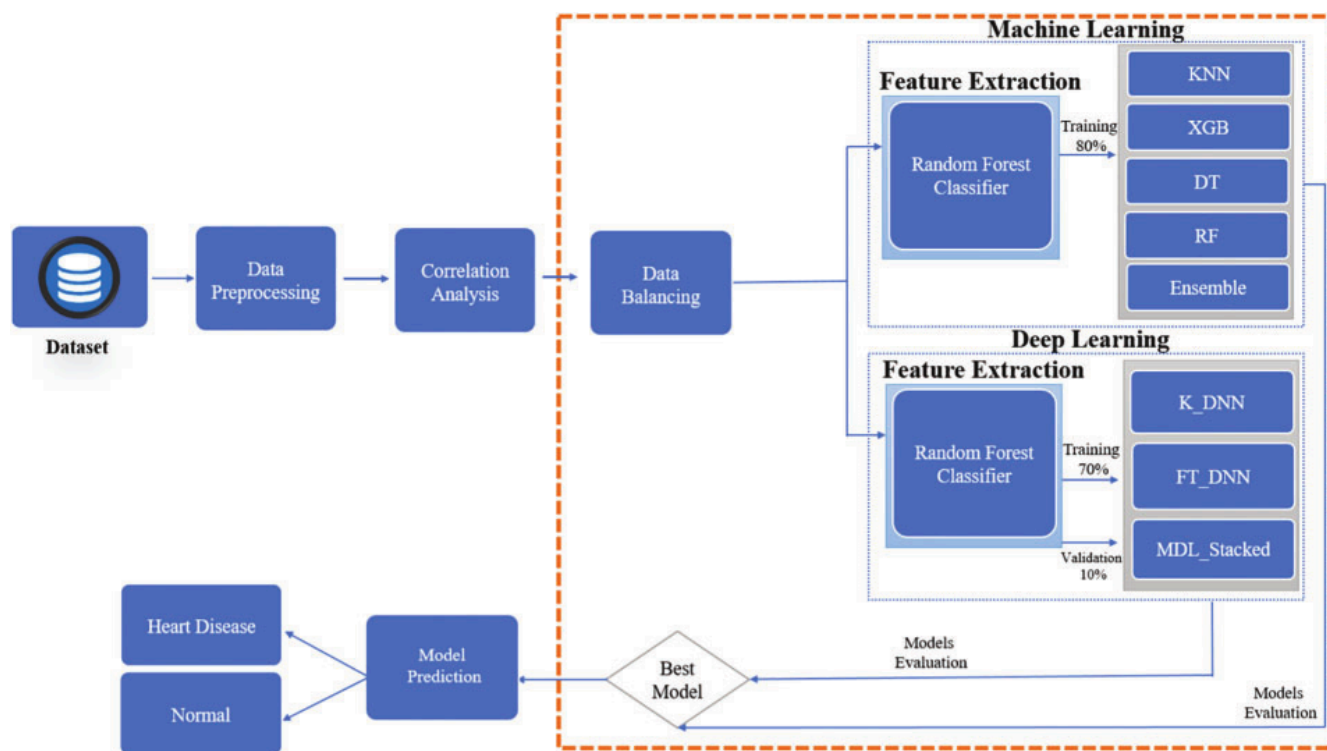 Machine Learning
Feature Extraction
Random Forest
Classifier
Training
80%
KNN
XGB
DT
RF
Ensemble
Dataset
Data
Preprocessing
Correlation
Analysis
Data
Balancing
Deep Learning
Feature Extraction
Random Forest
Classifier
Training
70%
Validation
10%
K_DNN
FT_DNN
MDL_Stacked
Models
Evaluation
Models
Evaluation
Best
Model
Model
Prediction
Heart Disease
Normal